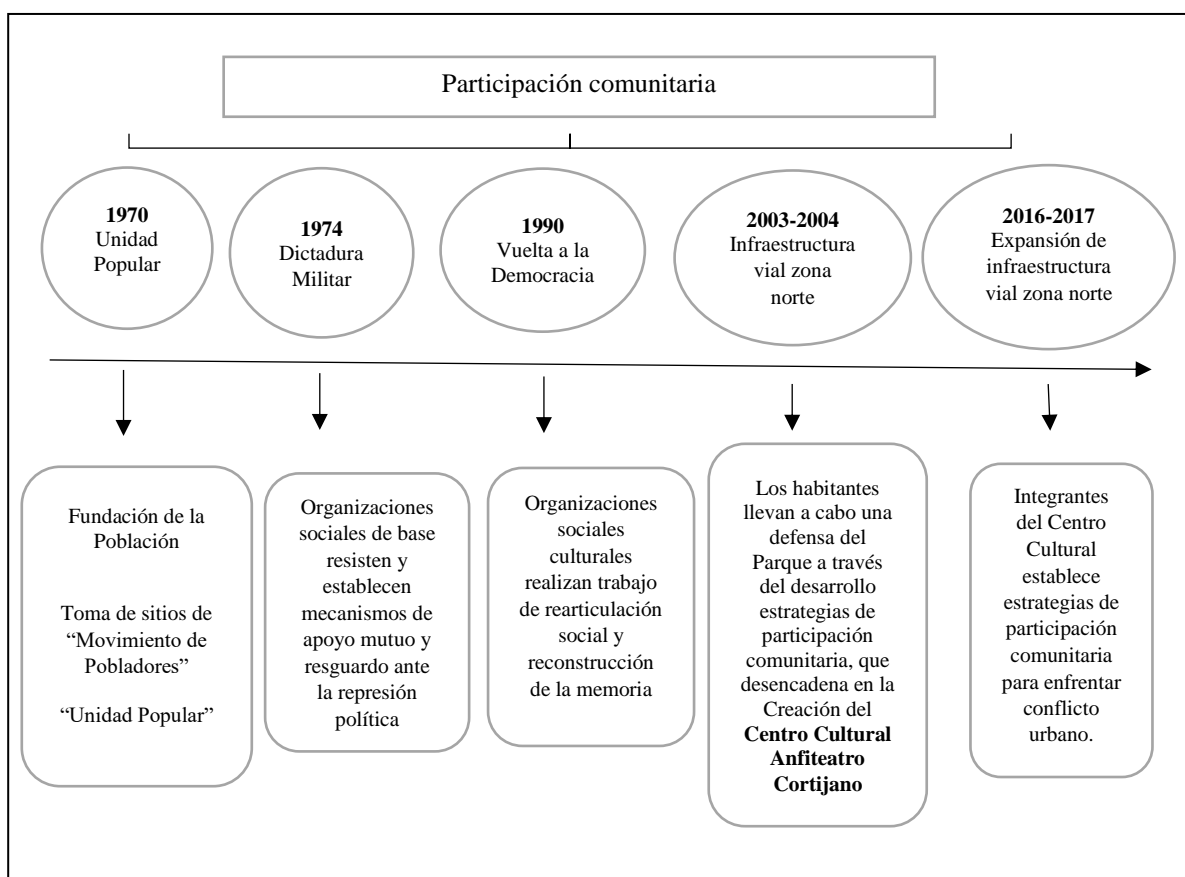 Participación comunitaria
1970
Unidad
Popular
1974
Dictadura
Militar
1990
Vuelta a la
Democracia
2003-2004
Infraestructura
vial zona
norte
2016-2017
Expansión de
infraestructura
vial zona norte
Fundación de la
Población
Toma de sitios de
“Movimiento de
Pobladores”
“Unidad Popular”
Organizaciones
sociales de base
resisten y
establecen
mecanismos de
apoyo mutuo y
resguardo ante
la represión
política
Organizaciones
sociales
culturales
realizan trabajo
de rearticulación
social y
reconstrucción
de la memoria
Los habitantes
llevan a cabo una
defensa del
Parque a través
del desarrollo
estrategias de
participación
comunitaria, que
desencadena en la
Creación del
Centro Cultural
Anfiteatro
Cortijano
Integrantes
del Centro
Cultural
establece
estrategias de
participación
comunitaria
para enfrentar
conflicto
urbano.